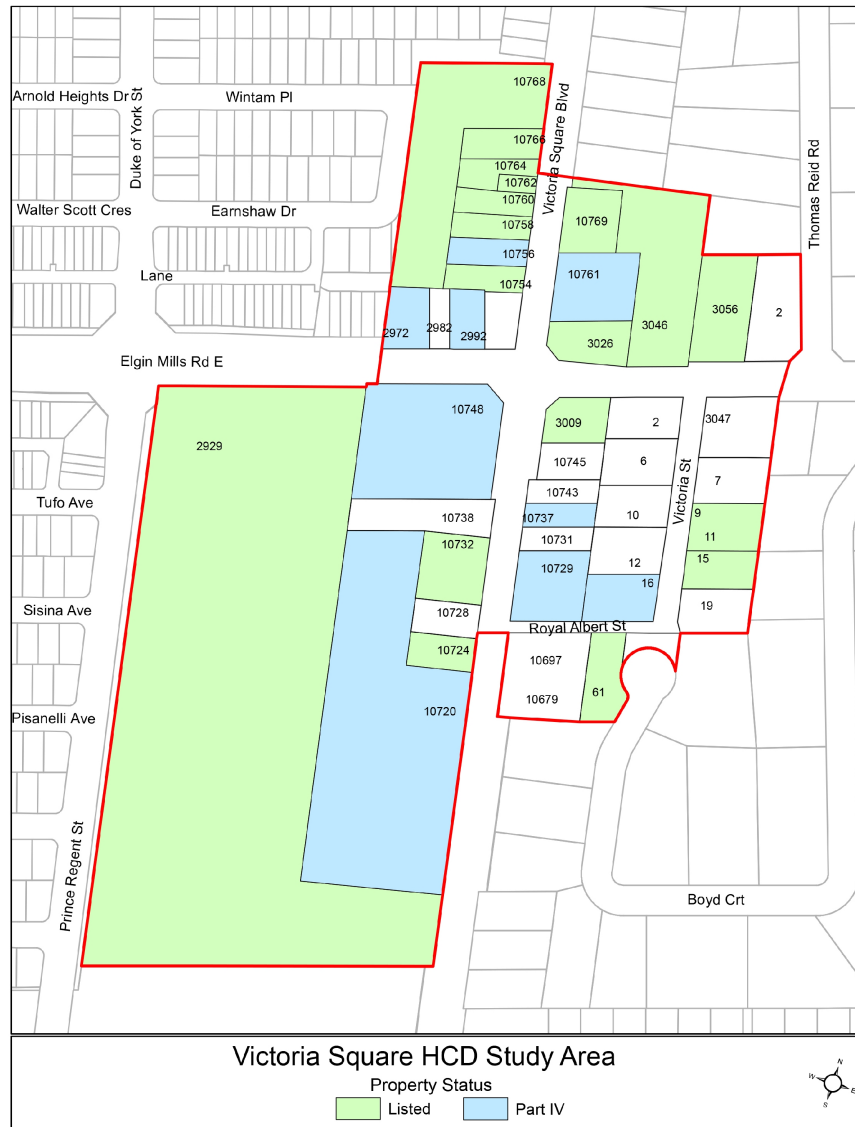 10768
Arnold Heights Dr
Wintam Pl
Duke of York St
Victoria Square Blvd
Thomas Reid Rd
10766
10764
10762
10760
10758
10756
10754
Walter Scott Cres
Earnshaw Dr
10769
Lane
10761
3046
3056
2
2972
2982
2992
3026
Elgin Mills Rd E
2929
10748
3009
2
3047
10745
6
7
10743
Tufo Ave
10738
10737
10
Victoria St
9
10732
10731
11
10729
12
15
16
Sisina Ave
10728
19
Royal Albert St
10724
10697
61
10679
Pisanelli Ave
10720
Prince Regent St
Boyd Crt
Victoria Square HCD Study Area
Property Status
Listed
Part IV
N
W
E
S